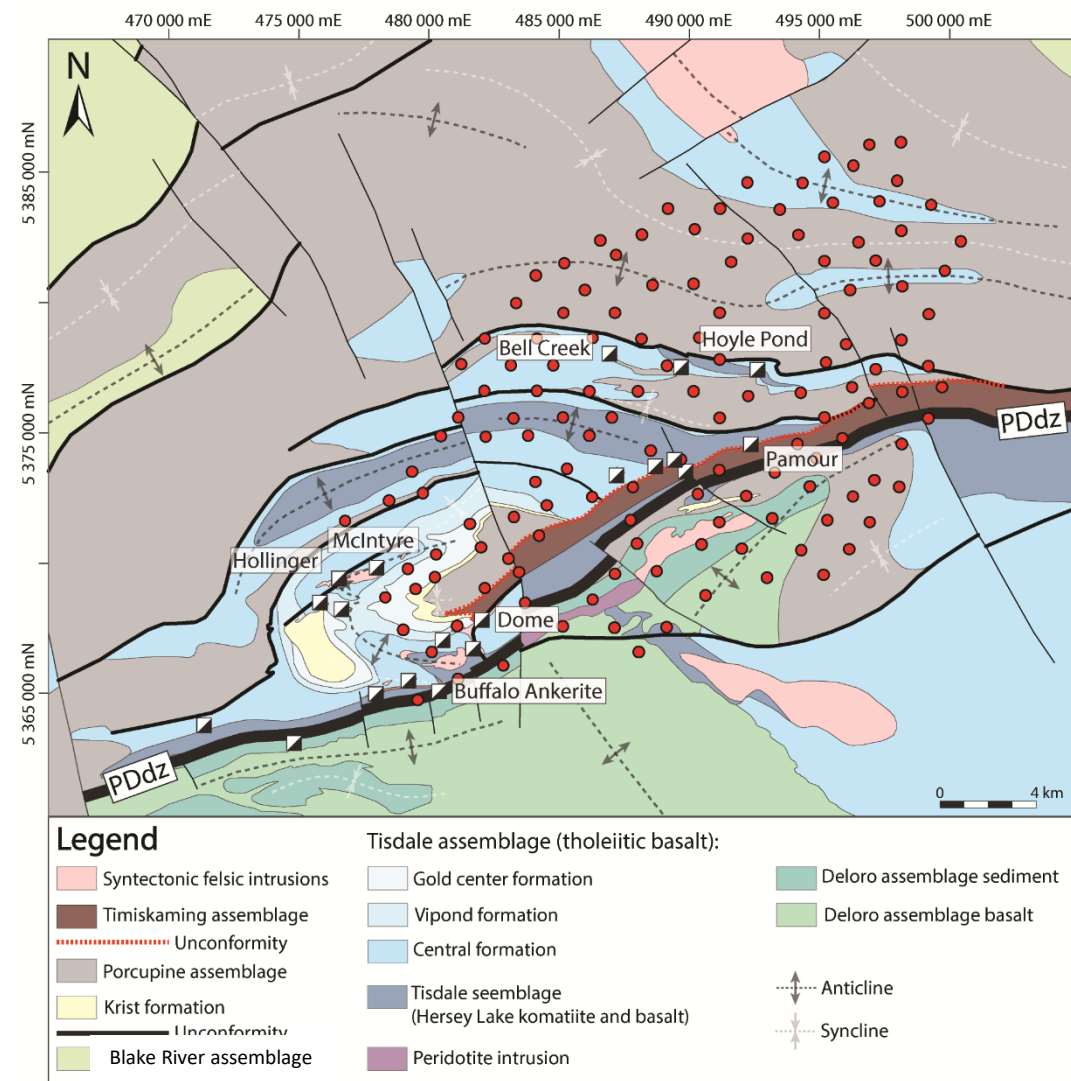 470 000 mE 475 000 mE 480 000 mE 485 000 mE 490 000 mE 495 000 mE 500 000 mE
N
5 385 000 mN
5 375 000 mN
5 365 000 mN
Hoyle Pond
Bell Creek
PDdz
Pamour
McIntyre
Hollinger
Dome
Buffalo Ankerite
PDdz
0 4 km
Legend
Syntectonic felsic intrusions
Timiskaming assemblage
Unconformity
Porcupine assemblage
Krist formation
Unconformity
Blake River assemblage
Tisdale assemblage (tholeiitic basalt):
Gold center formation
Vipond formation
Central formation
Tisdale seemblage
(Hersey Lake komatiite and basalt)
Peridotite intrusion
Deloro assemblage sediment
Deloro assemblage basalt
Anticline
Syncline